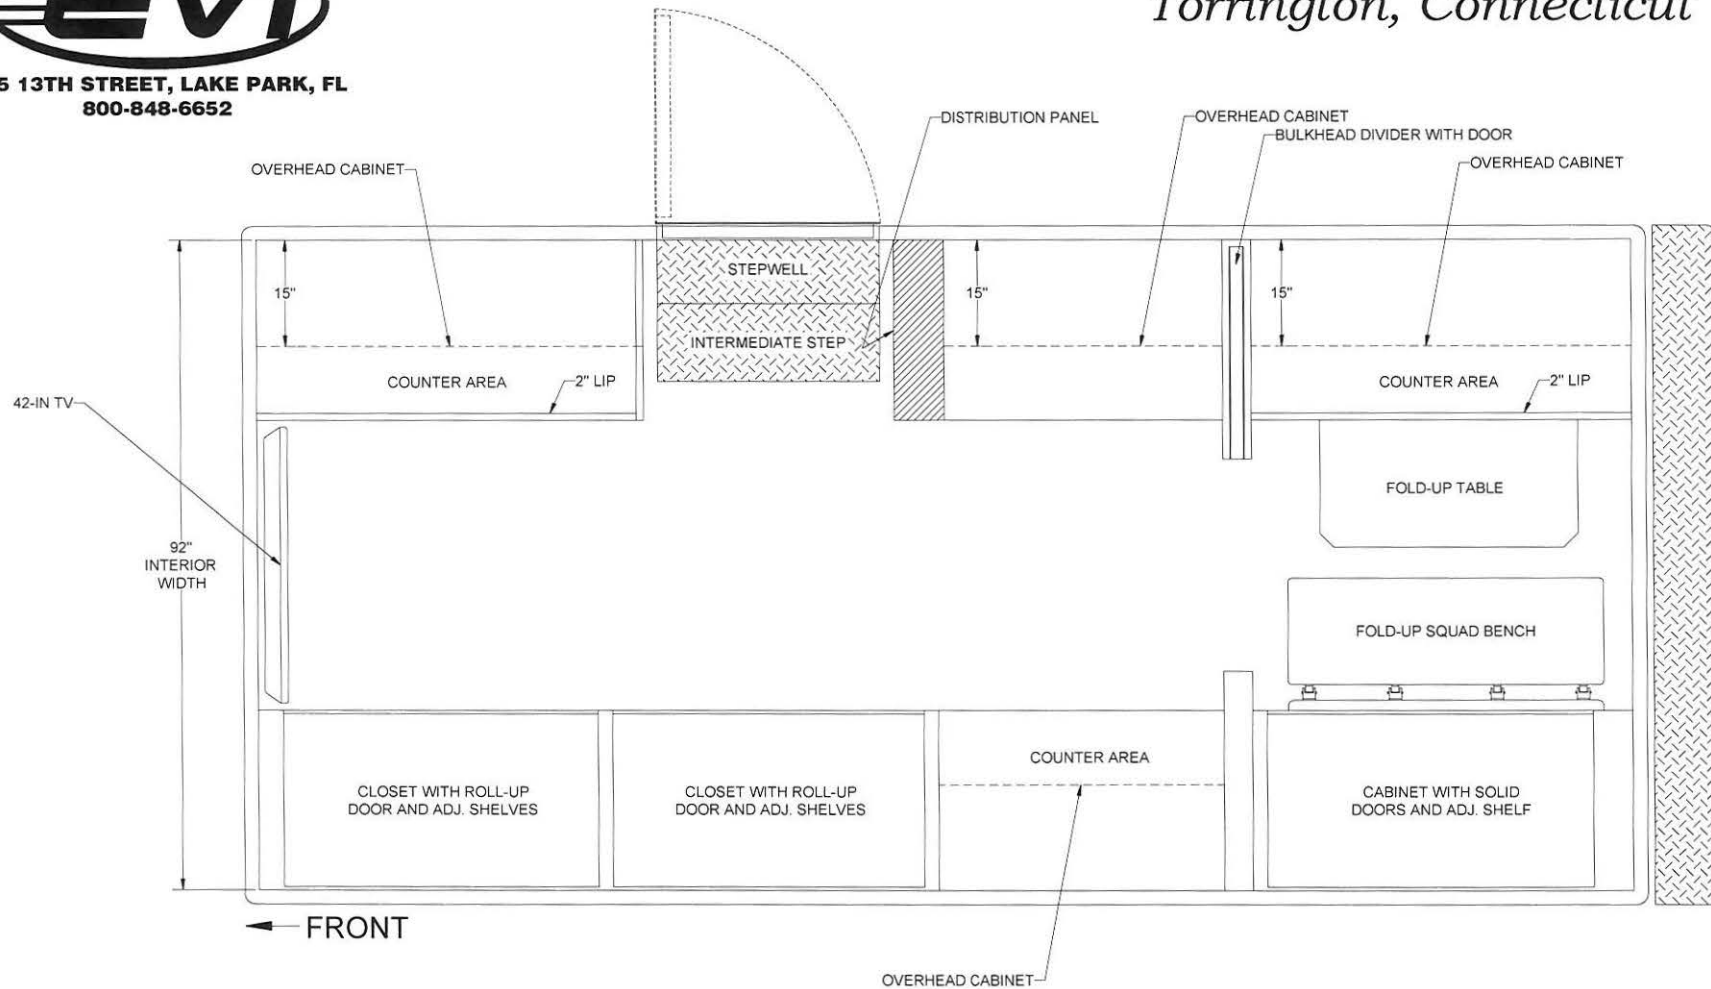 Torrington, Connecticut
EVI
5 13TH STREET, LAKE PARK, FL
800-848-6652
DISTRIBUTION PANEL
OVERHEAD CABINET
BULKHEAD DIVIDER WITH DOOR
OVERHEAD CABINET
OVERHEAD CABINET
STEPWELL
15"
15"
15"
INTERMEDIATE STEP
COUNTER AREA
2" LIP
COUNTER AREA
2" LIP
42-IN TV
FOLD-UP TABLE
92"
INTERIOR
WIDTH
FOLD-UP SQUAD BENCH
COUNTER AREA
CLOSET WITH ROLL-UP
DOOR AND ADJ. SHELVES
CLOSET WITH ROLL-UP
DOOR AND ADJ. SHELVES
CABINET WITH SOLID
DOORS AND ADJ. SHELF
FRONT
OVERHEAD CABINET